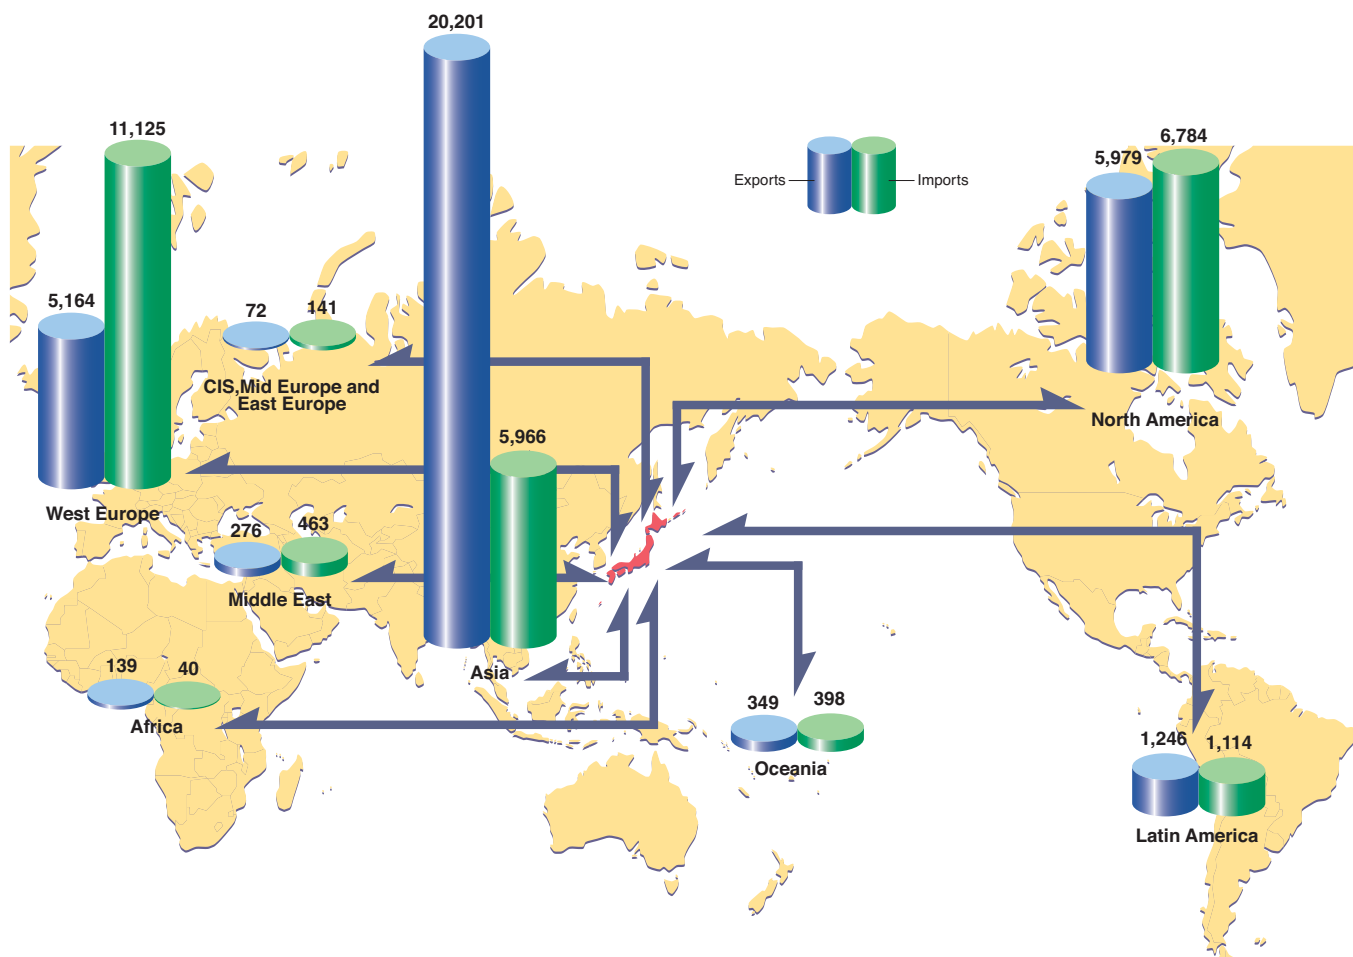 20,201
11,125
5,164
72
141
CIS,Mid Europe and
East Europe
Exports
Imports
5,979
6,784
North America
5,966
West Europe
276
463
Middle East
Asia
139
40
Africa
349
398
Oceania
1,246
1,114
Latin America